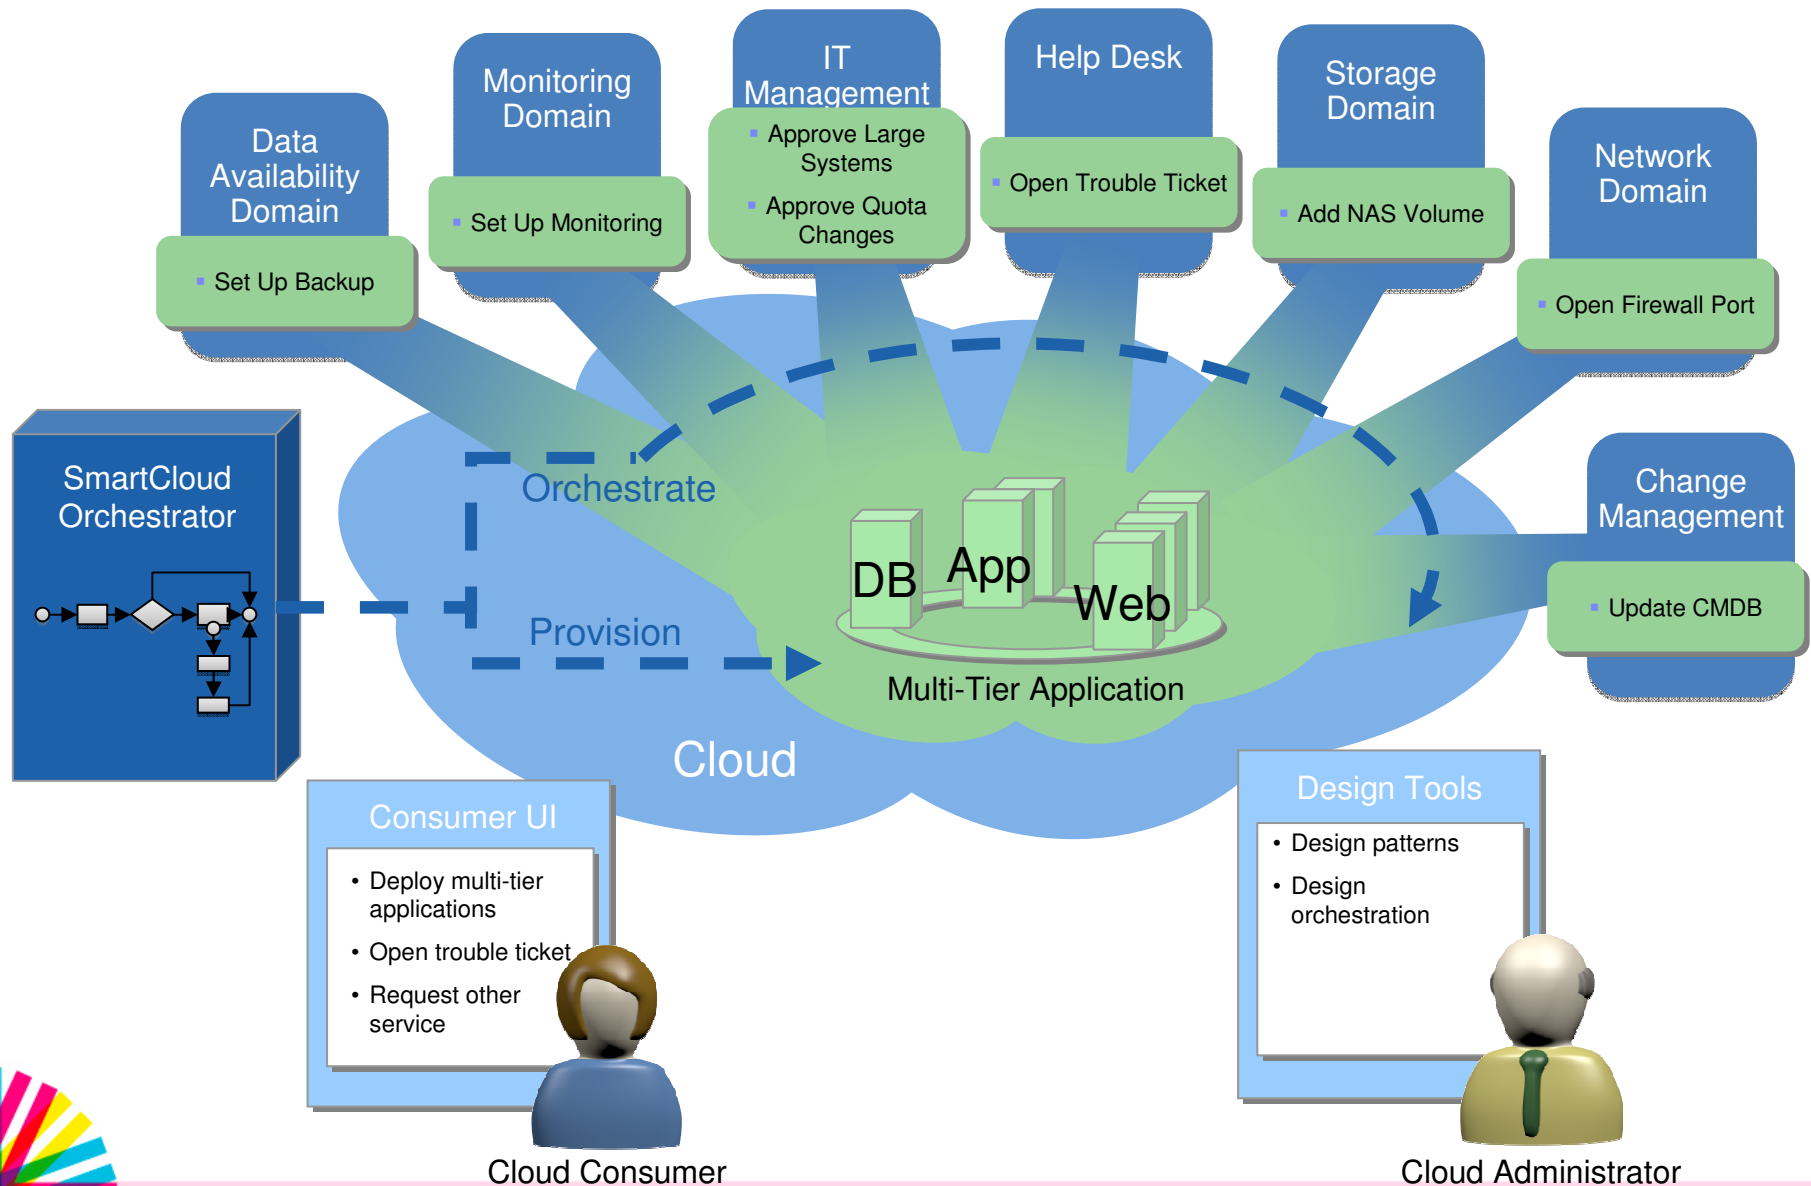 Data
Availability
Domain
Set Up Backup
Monitoring
Domain
Set Up Monitoring
IT
Management
Approve Large
Systems
Approve Quota
Changes
Help Desk
Open Trouble Ticket
Storage
Domain
Add NAS Volume
Network
Domain
Open Firewall Port
Change
Management
Update CMDB
SmartCloud
Orchestrator
Orchestrate
Provision
DB
App
Web
Multi-Tier Application
Cloud
Consumer UI
• Deploy multi-tier
applications
• Open trouble ticket
• Request other
service
Cloud Consumer
Design Tools
• Design patterns
• Design
orchestration
Cloud Administrator